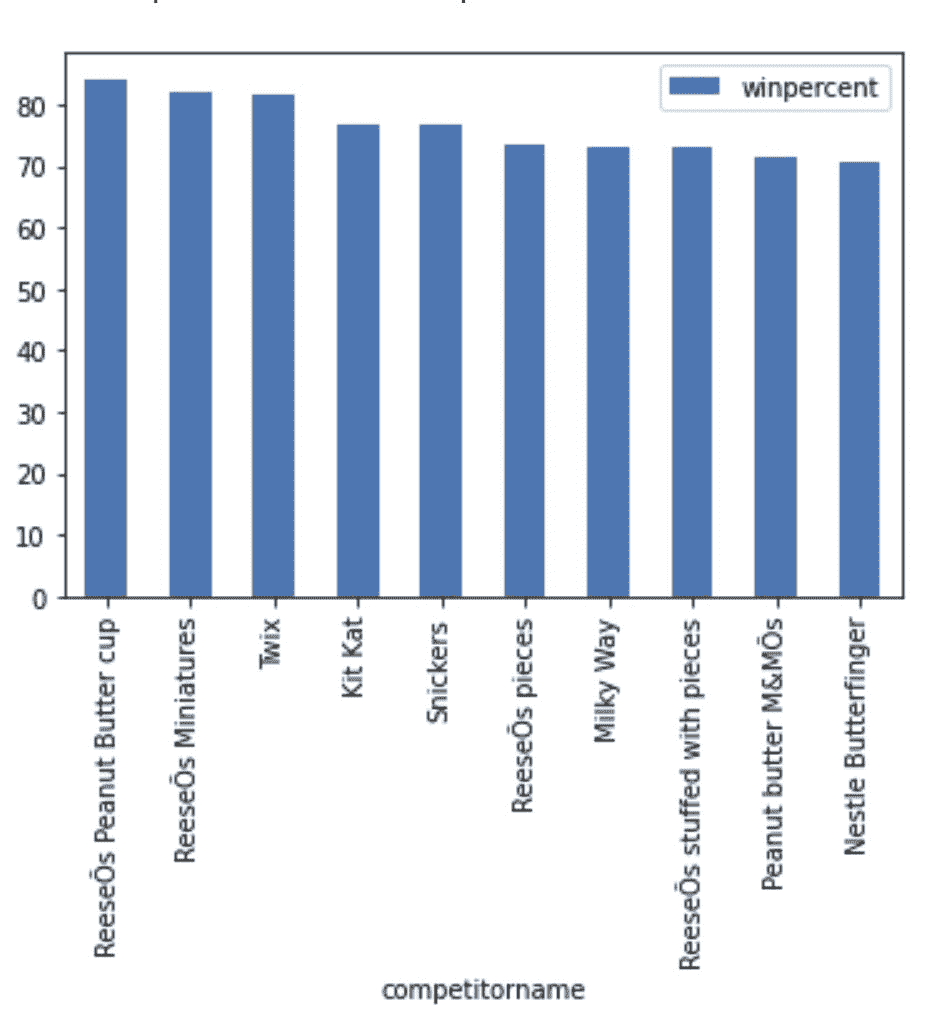 winpercent
80
70
60
50
40
30
20
10
0
ReeseÕs Peanut Butter cup
ReeseÕs Miniatures
Twix
Kit Kat
Snickers
ReeseÕs pieces
Milky Way
ReeseÕs stuffed with pieces
Peanut butter M&MÕs
Nestle Butterfinger
competitorname